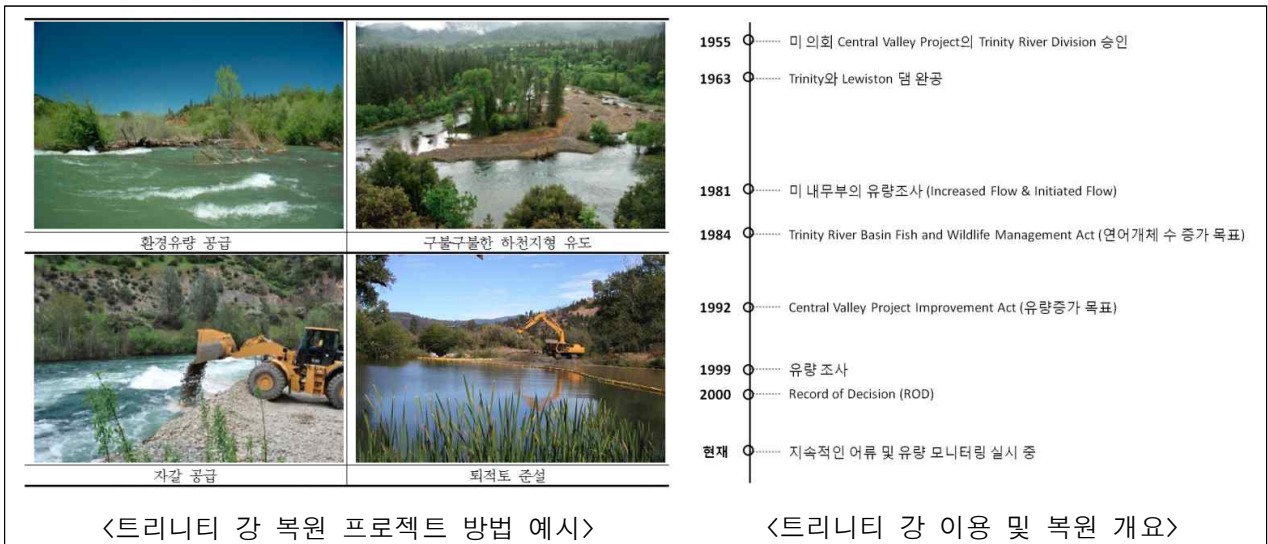 환경유량 공급
구불구불한 하천지형 유도
자갈 공급
퇴적토 준설
<트리니티 강 복원 프로젝트 방법 예시>
1955 미 의회 Central Valley Project의 Trinity River Division 승인
1963 Trinity와 Lewiston 댐 완공
1981 미 내무부의 유량조사 (Increased Flow & Initiated Flow)
1984 Trinity River Basin Fish and Wildlife Management Act (연어개체 수 증가 목표)
1992 Central Valley Project Improvement Act (유량증가 목표)
1999 유량 조사
2000 Record of Decision (ROD)
현재 지속적인 어류 및 유량 모니터링 실시 중
<트리니티 강 이용 및 복원 개요>